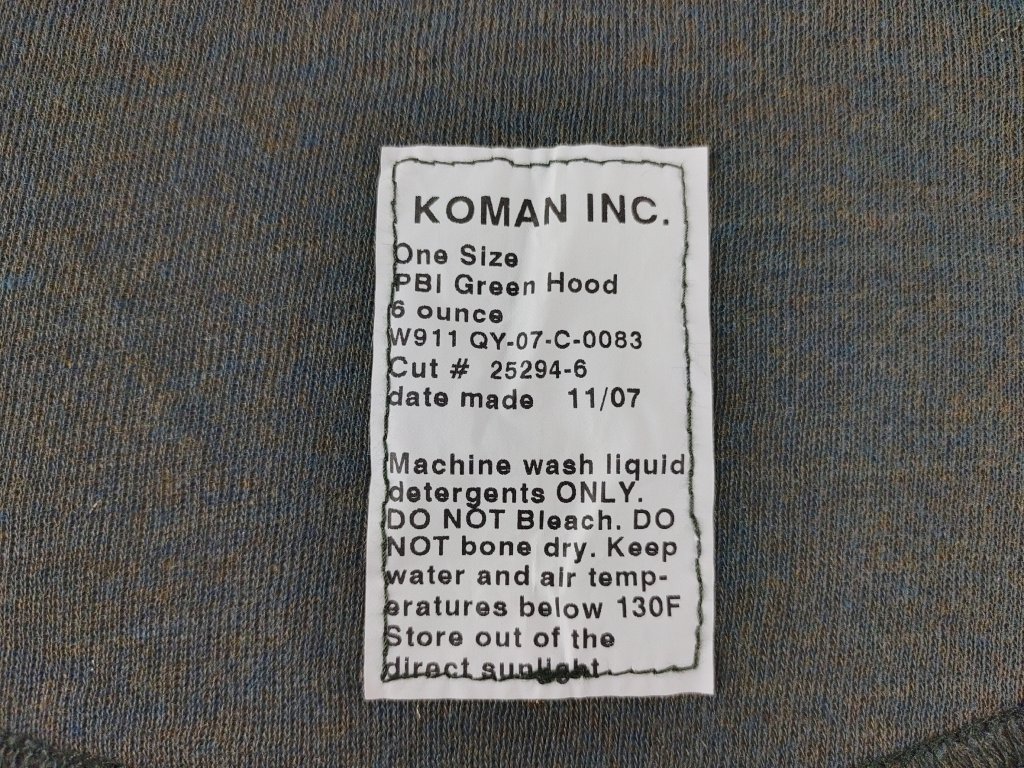 KOMAN INC.
One Size
PBI Green Hood
6 ounce
W911 QY-07-C-0083
Cut # 25294-6
date made 11/07
Machine wash liquid
detergents ONLY.
DO NOT Bleach. DO
NOT bone dry. Keep
water and air temp-
eratures below 130F
Store out of the
direct sunlight.